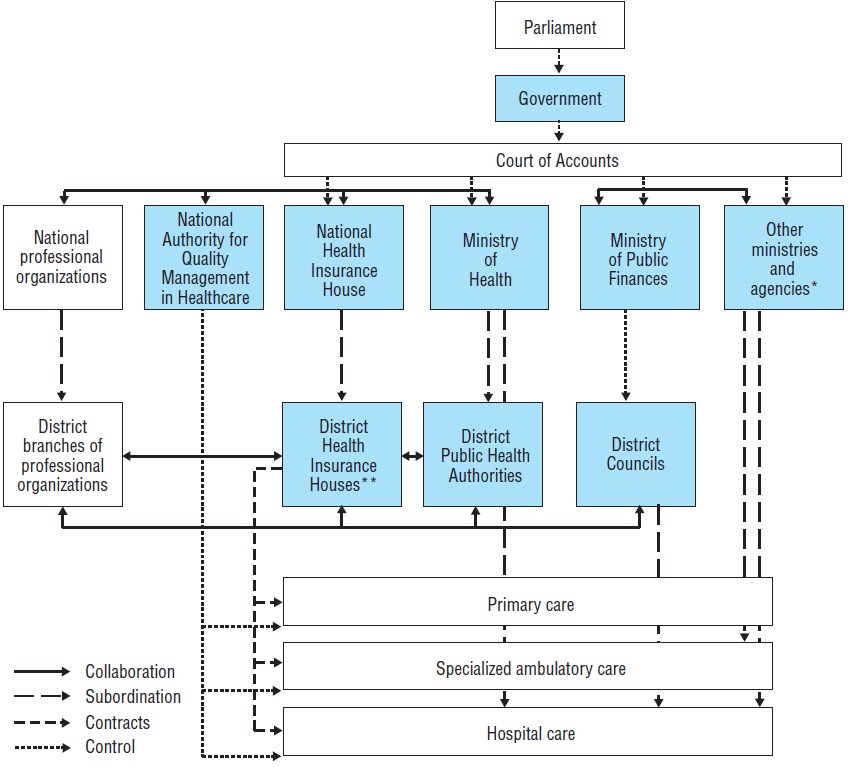 Parliament
Government
Court of Accounts
National
professional
organizations
National
Authority for
Quality
Management
in Healthcare
National
Health
Insurance
House
Ministry
of
Health
Ministry
of Public
Finances
Other
ministries
and
agencies*
District
branches of
professional
organizations
District
Health
Insurance
Houses**
District
Public Health
Authorities
District
Councils
Primary care
Specialized ambulatory care
Hospital care
Collaboration
Subordination
Contracts
Control